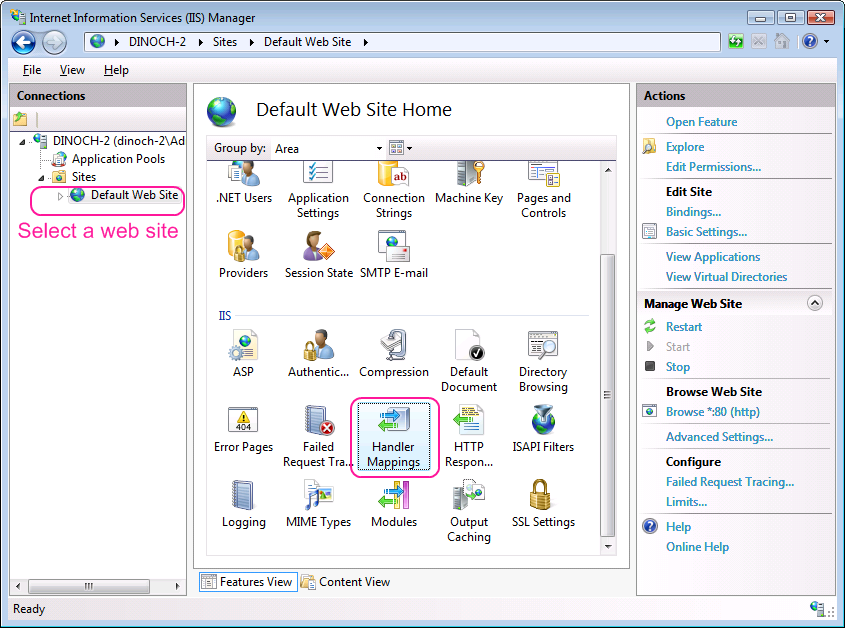 Internet Information Services (IIS) Manager
DINOCH-2 Sites Default Web Site
File View Help
Connections
DINOCH-2 (dinoch-2\Ad
Application Pools
Sites
Default Web Site
Select a web site
Default Web Site Home
Group by: Area
.NET Users
Application Settings
Connection Strings
Machine Key
Pages and Controls
Providers
Session State
SMTP E-mail
IIS
ASP
Authentic...
Compression
Default Document
Directory Browsing
404
Error Pages
Failed Request Tra...
Handler Mappings
HTTP Respon...
ISAPI Filters
Logging
MIME Types
Modules
Output Caching
SSL Settings
Features View
Content View
Actions
Open Feature
Explore
Edit Permissions...
Edit Site
Bindings...
Basic Settings...
View Applications
View Virtual Directories
Manage Web Site
Restart
Start
Stop
Browse Web Site
Browse *:80 (http)
Advanced Settings...
Configure
Failed Request Tracing...
Limits...
Help
Online Help
Ready